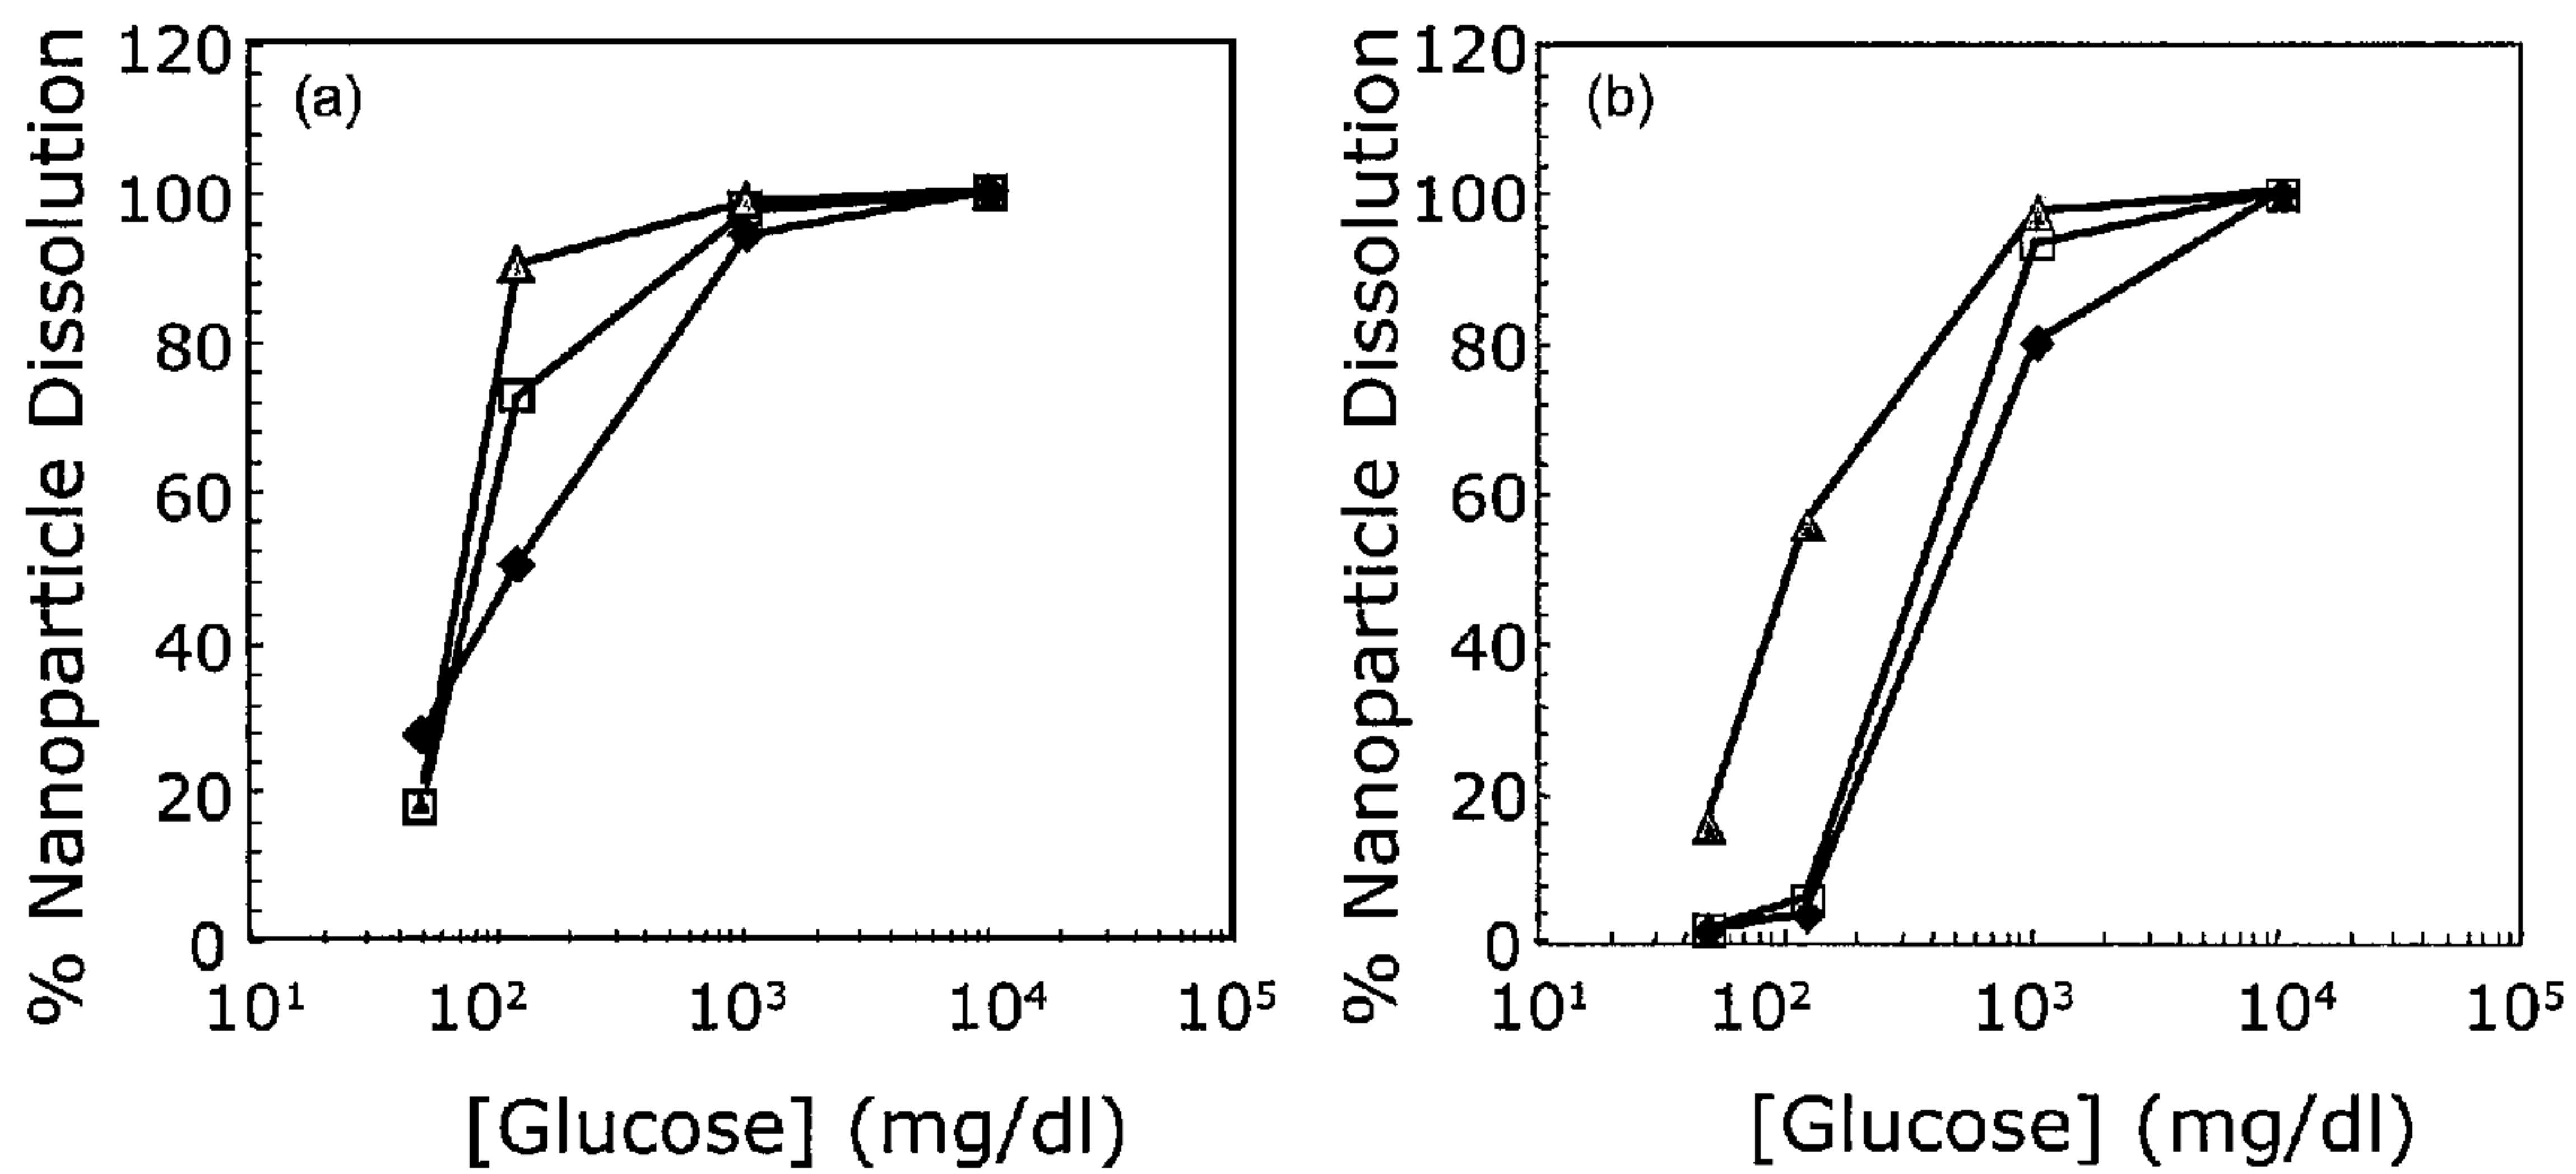 % Nanoparticle Dissolution
120
100
80
60
40
20
0
(a)
10¹ 10² 10³ 10⁴ 10⁵
[Glucose] (mg/dl)
% Nanoparticle Dissolution
120
100
80
60
40
20
0
(b)
10¹ 10² 10³ 10⁴ 10⁵
[Glucose] (mg/dl)